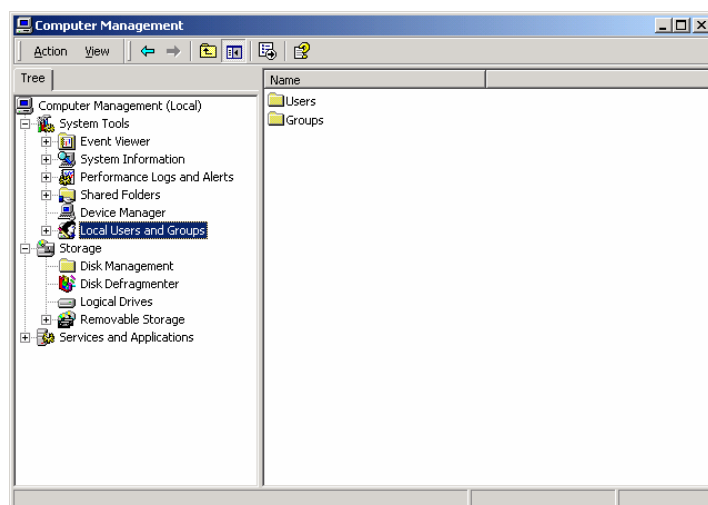 Computer Management
Action View
Tree
Name
Computer Management (Local)
System Tools
Event Viewer
System Information
Performance Logs and Alerts
Shared Folders
Device Manager
Local Users and Groups
Storage
Disk Management
Disk Defragmenter
Logical Drives
Removable Storage
Services and Applications
Users
Groups